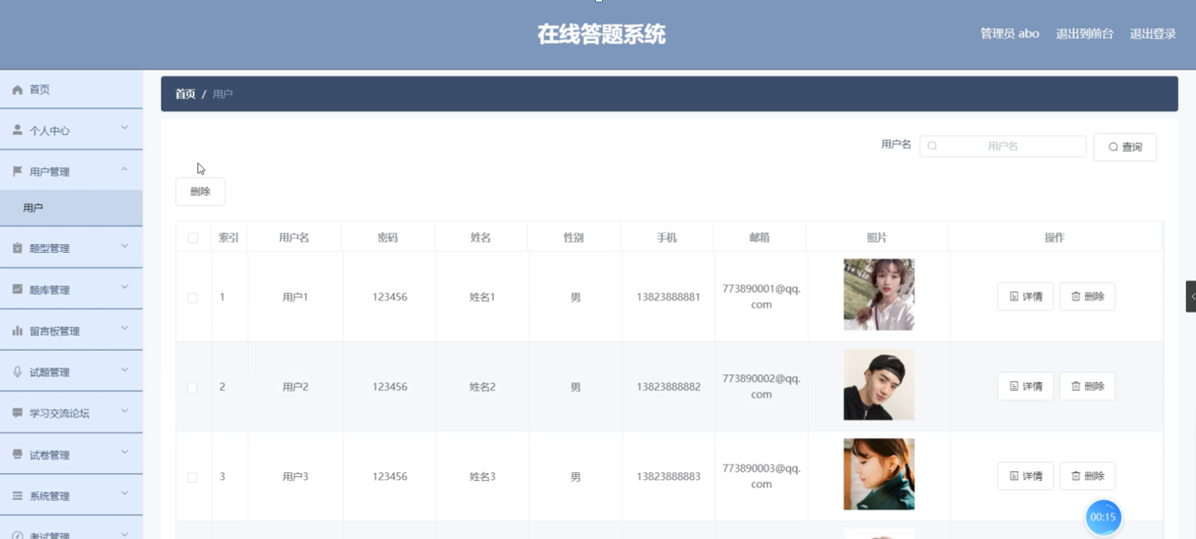 在线答题系统
管理员 abo 退出到前台 退出登录
首页
个人中心
用户管理
用户
题型管理
题库管理
留言板管理
试题管理
学习交流论坛
试卷管理
系统管理
考试管理
首页 / 用户
用户名 用户名 查询
删除
索引 用户名 密码 姓名 性别 手机 邮箱 照片 操作
1 用户1 123456 姓名1 男 13823888881 773890001@qq.
com 详情 删除
2 用户2 123456 姓名2 男 13823888882 773890002@qq.
com 详情 删除
3 用户3 123456 姓名3 男 13823888883 773890003@qq.
com 详情 删除
00:15